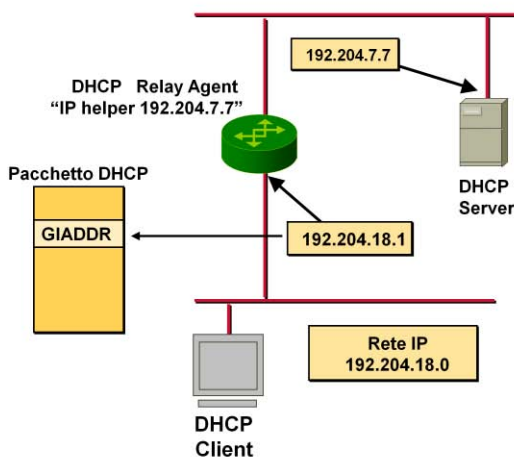 192.204.7.7
DHCP Relay Agent
“IP helper 192.204.7.7”
Pacchetto DHCP
DHCP
Server
GIADDR
192.204.18.1
Rete IP
192.204.18.0
DHCP
Client